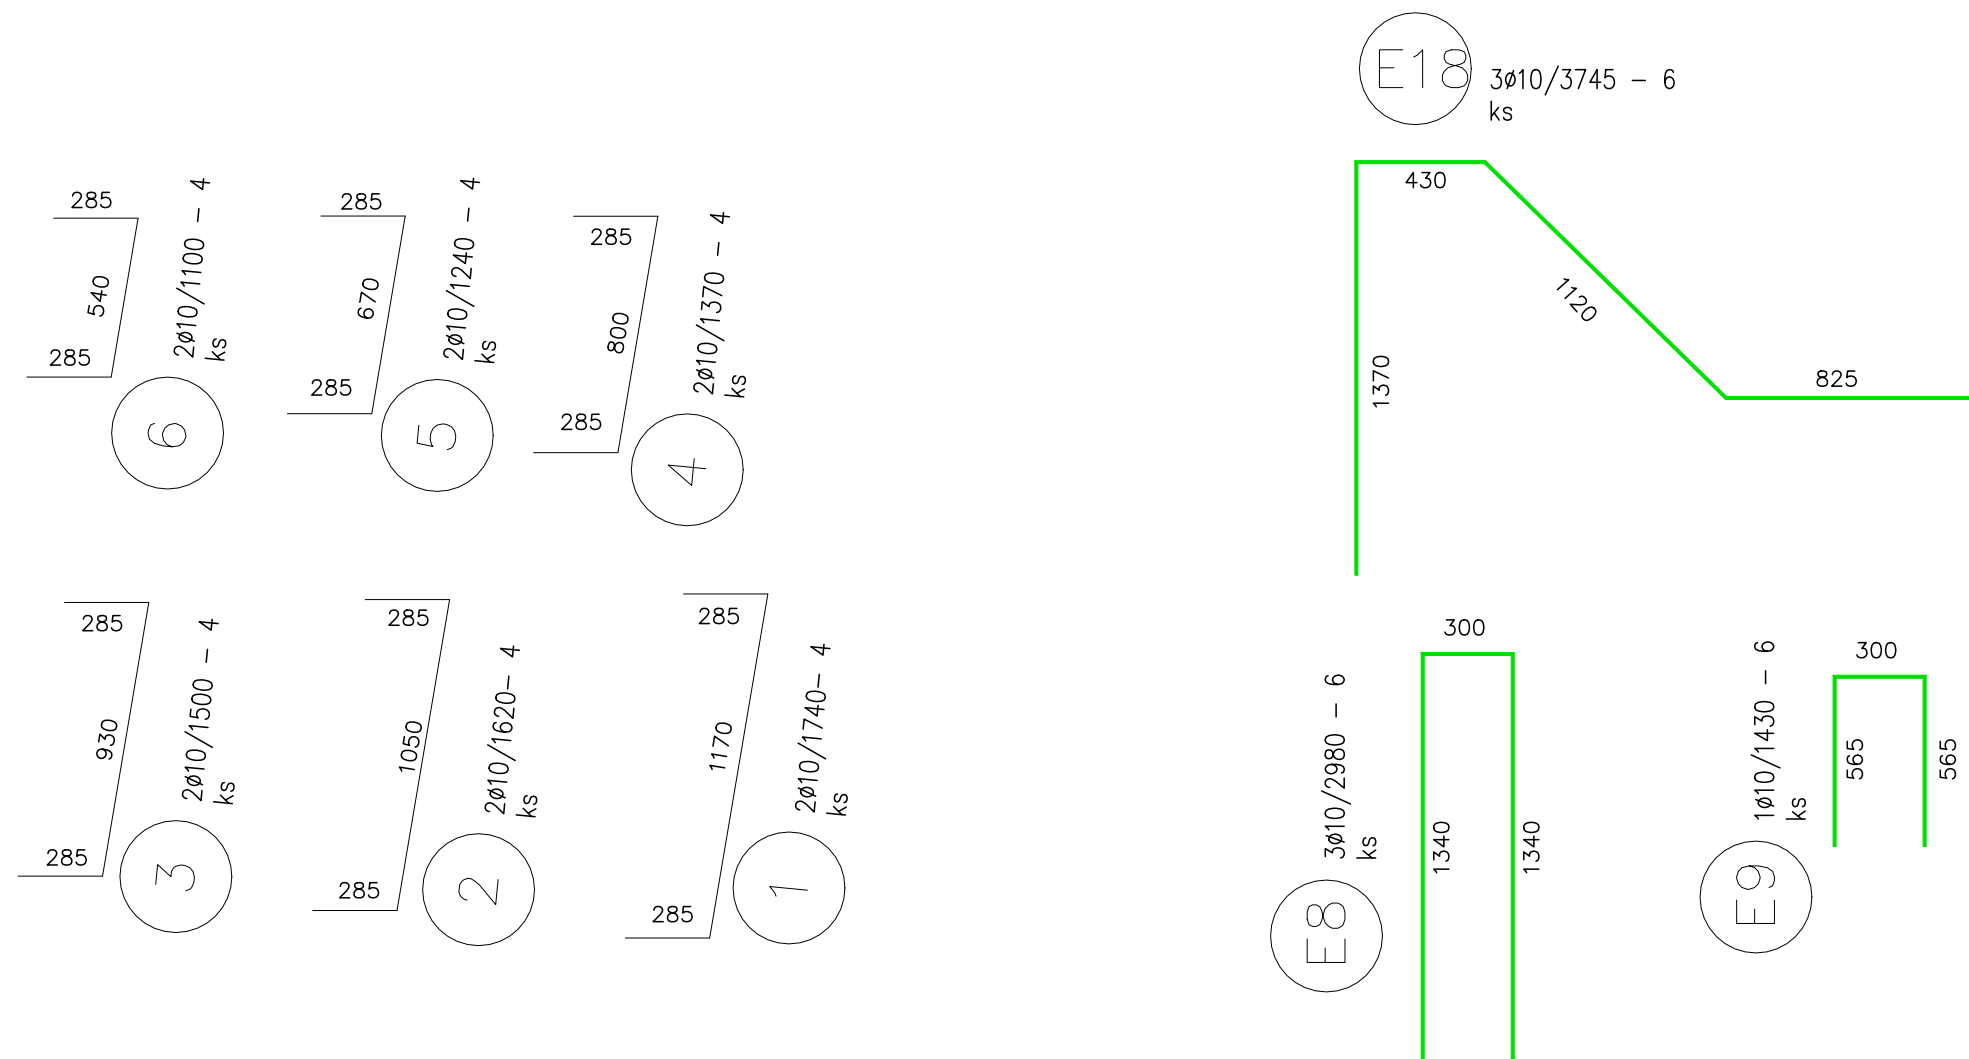 E18
3ø10/3745 – 6
ks
430
1120
1370
825
285
540
285
2ø10/1100 – 4
ks
6
285
670
285
2ø10/1240 – 4
ks
5
285
800
285
2ø10/1370 – 4
ks
4
285
930
285
2ø10/1500 – 4
ks
3
285
1050
285
2ø10/1620– 4
ks
2
285
1170
285
2ø10/1740– 4
ks
1
300
1340
1340
3ø10/2980 – 6
ks
E8
300
565
565
1ø10/1430 – 6
ks
E9